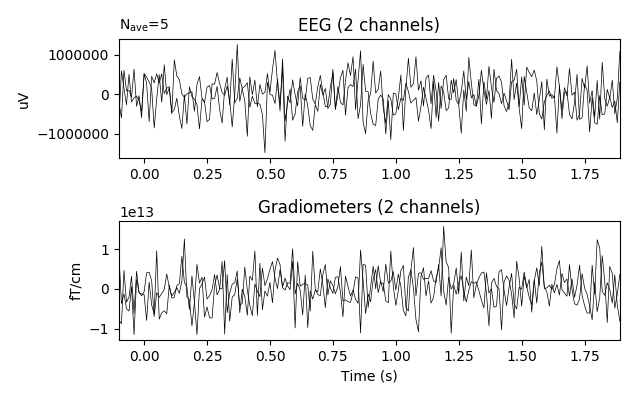 N_ave=5
EEG (2 channels)
uV
1000000
0
−1000000
0.00 0.25 0.50 0.75 1.00 1.25 1.50 1.75
1e13
Gradiometers (2 channels)
fT/cm
1
0
−1
0.00 0.25 0.50 0.75 1.00 1.25 1.50 1.75
Time (s)